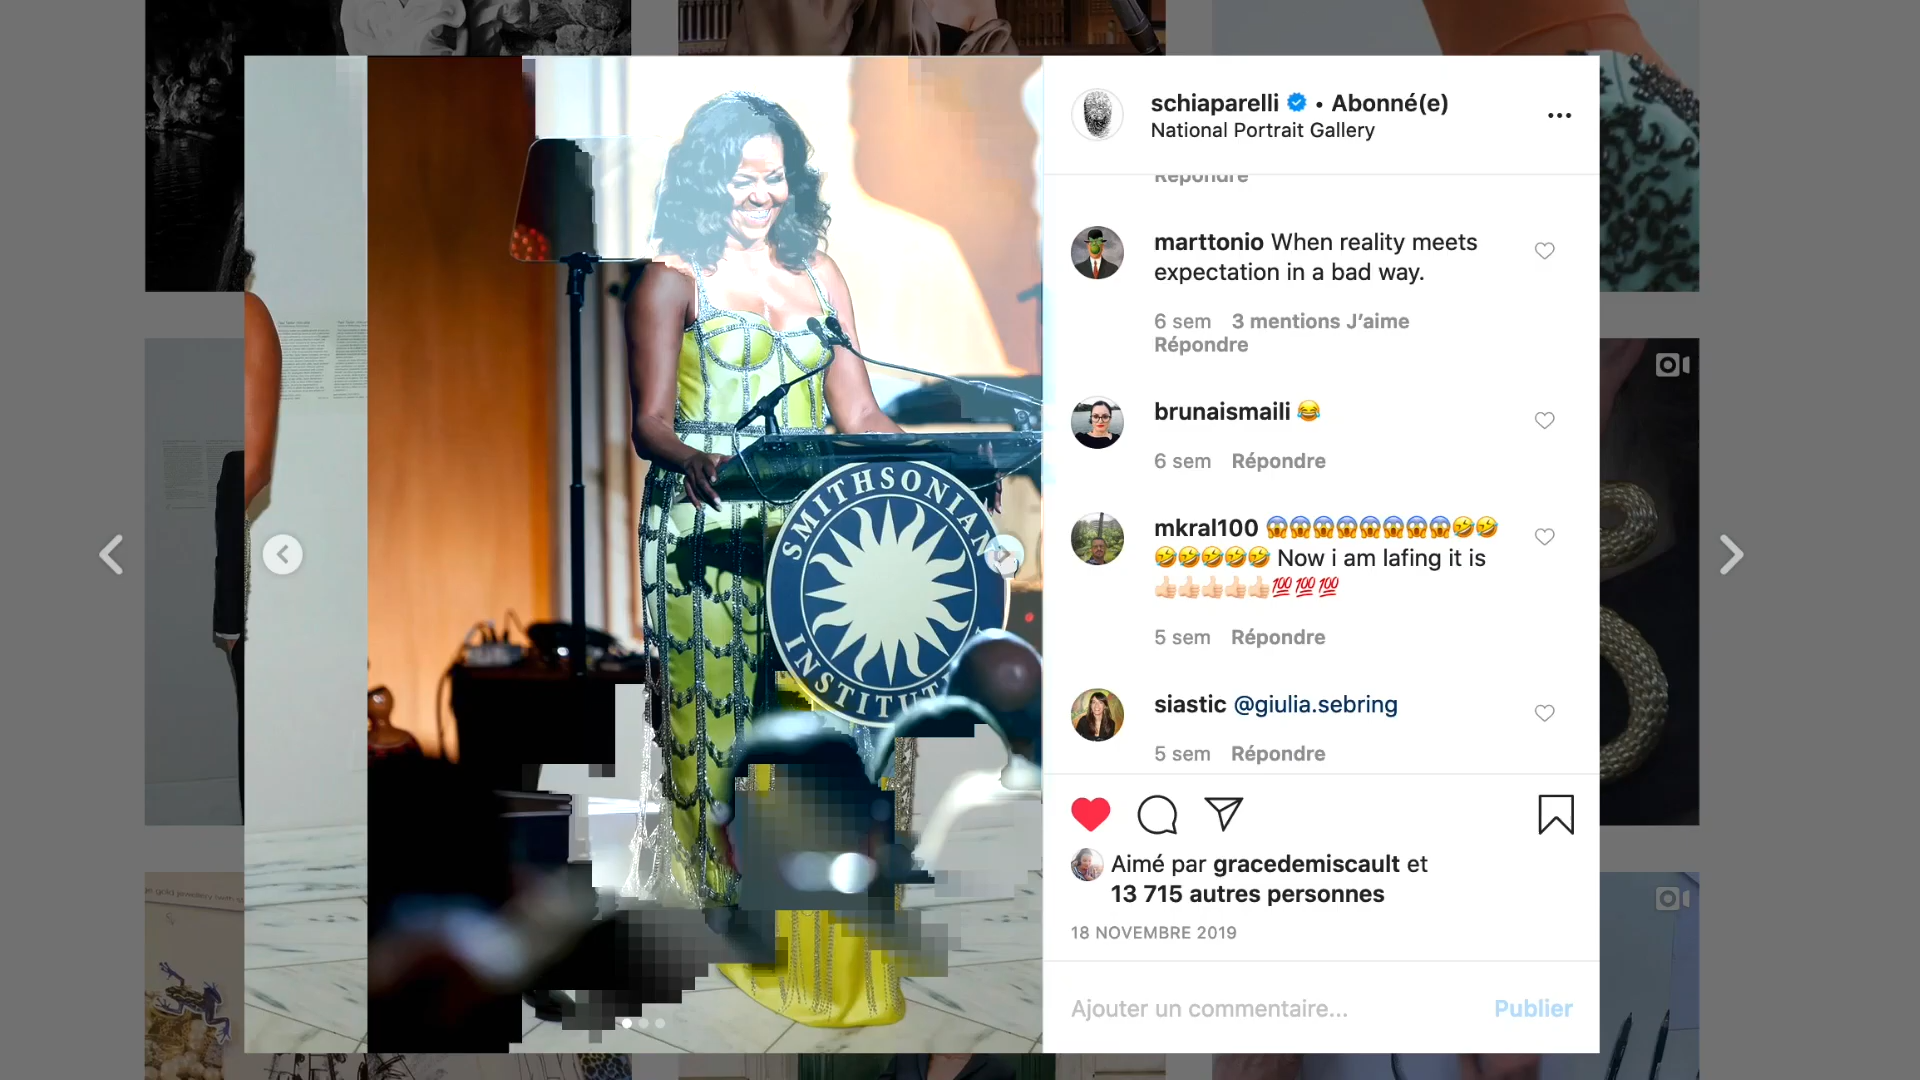 SMITHSONIAN
INSTITUT
schiaparelli • Abonné(e)
National Portrait Gallery
Répondre
marttonio When reality meets
expectation in a bad way.
6 sem 3 mentions J’aime
Répondre
brunaismaili 😂
6 sem Répondre
mkral100 😱😱😱😱😱😱😱😱🤣🤣
🤣🤣🤣🤣🤣 Now i am lafing it is
👍🏻👍🏻👍🏻👍🏻👍🏻💯💯💯
5 sem Répondre
siastic @giulia.sebring
5 sem Répondre
Aimé par gracedemiscault et
13 715 autres personnes
18 NOVEMBRE 2019
Ajouter un commentaire... Publier